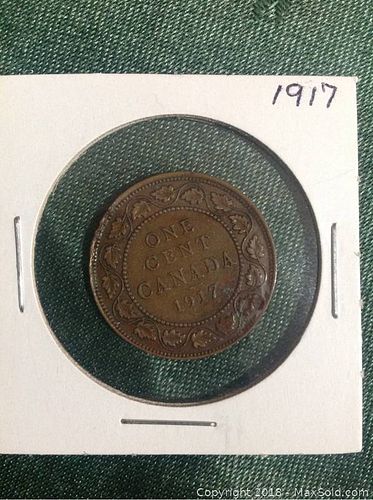 1917
ONE
CENT
CANADA
1917
Copyright 2018 - MaxSold.com